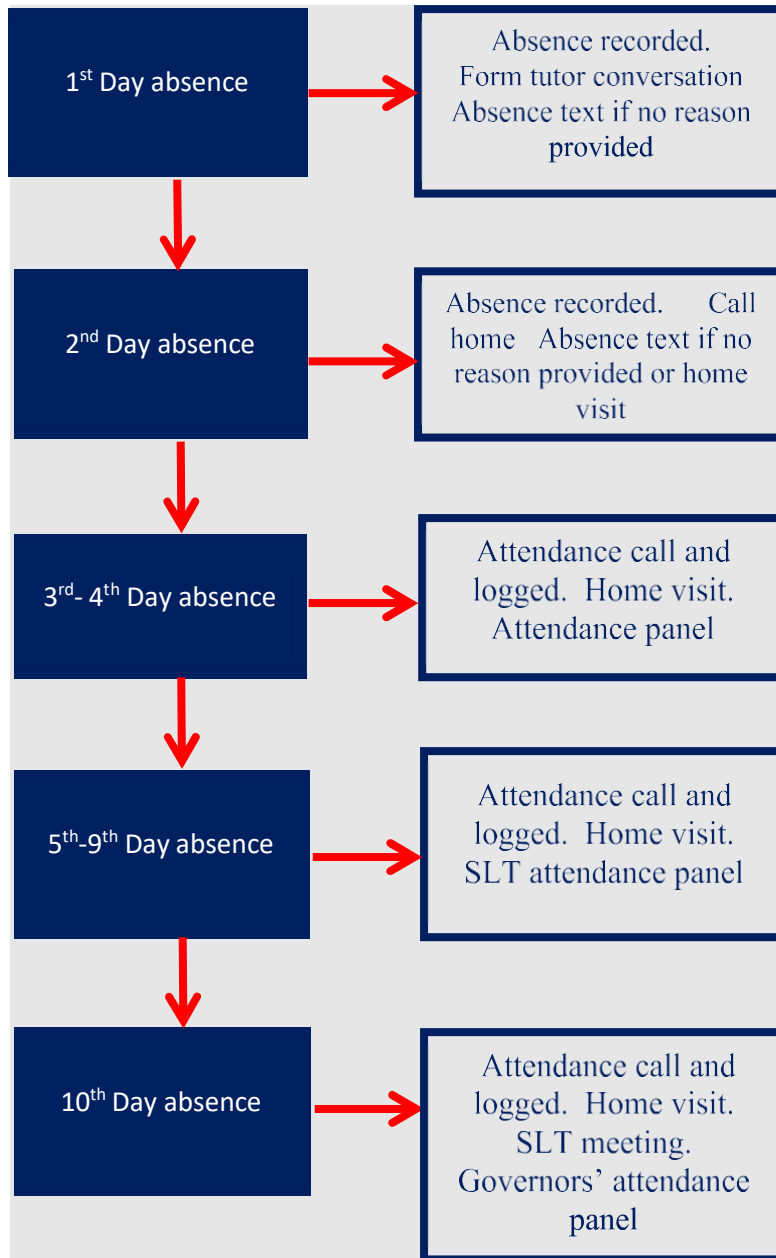 1st Day absence
Absence recorded.
Form tutor conversation
Absence text if no reason
provided
2nd Day absence
Absence recorded. Call
home Absence text if no
reason provided or home
visit
3rd- 4th Day absence
Attendance call and
logged. Home visit.
Attendance panel
5th-9th Day absence
Attendance call and
logged. Home visit.
SLT attendance panel
10th Day absence
Attendance call and
logged. Home visit.
SLT meeting.
Governors’ attendance
panel